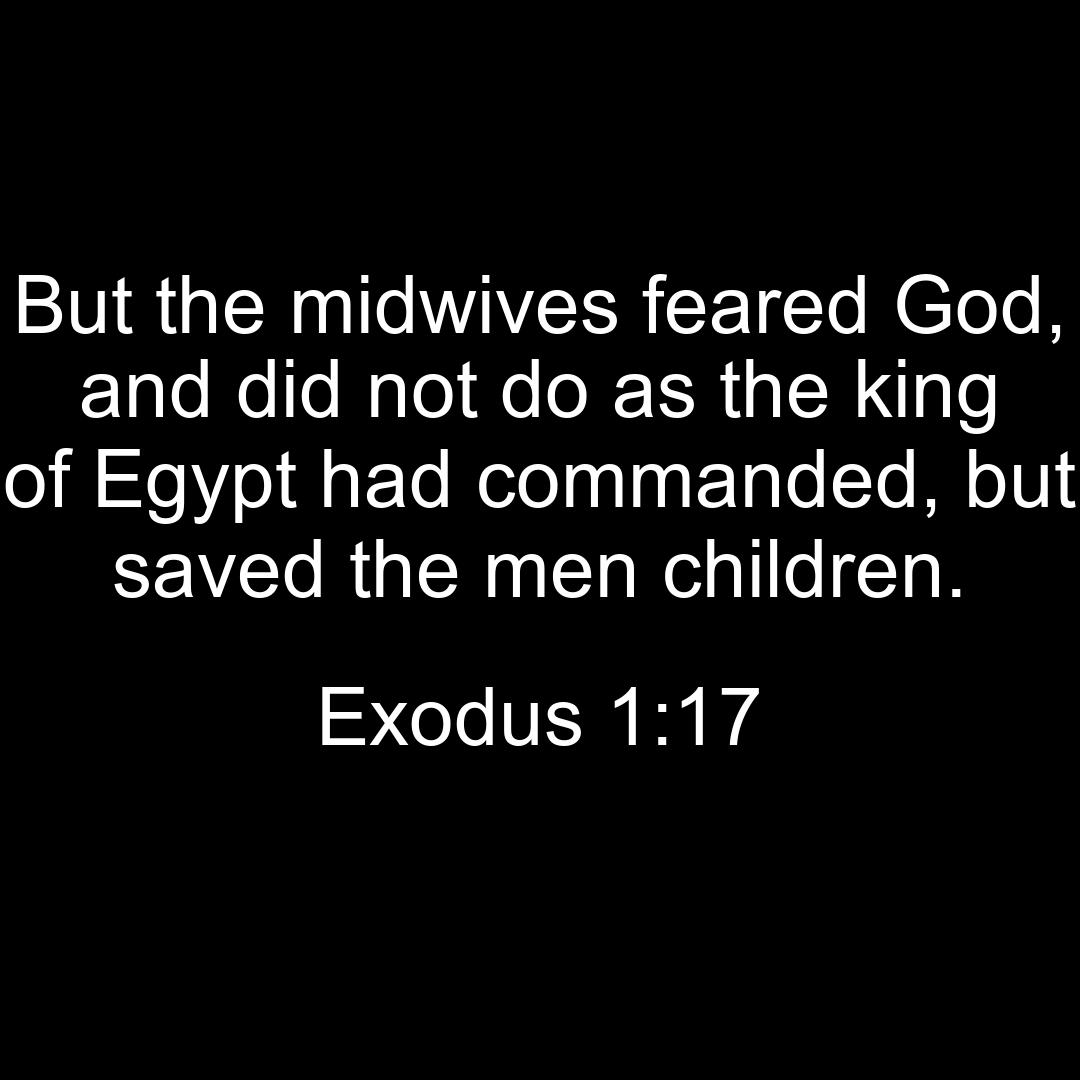 But the midwives feared God,
and did not do as the king
of Egypt had commanded, but
saved the men children.
Exodus 1:17